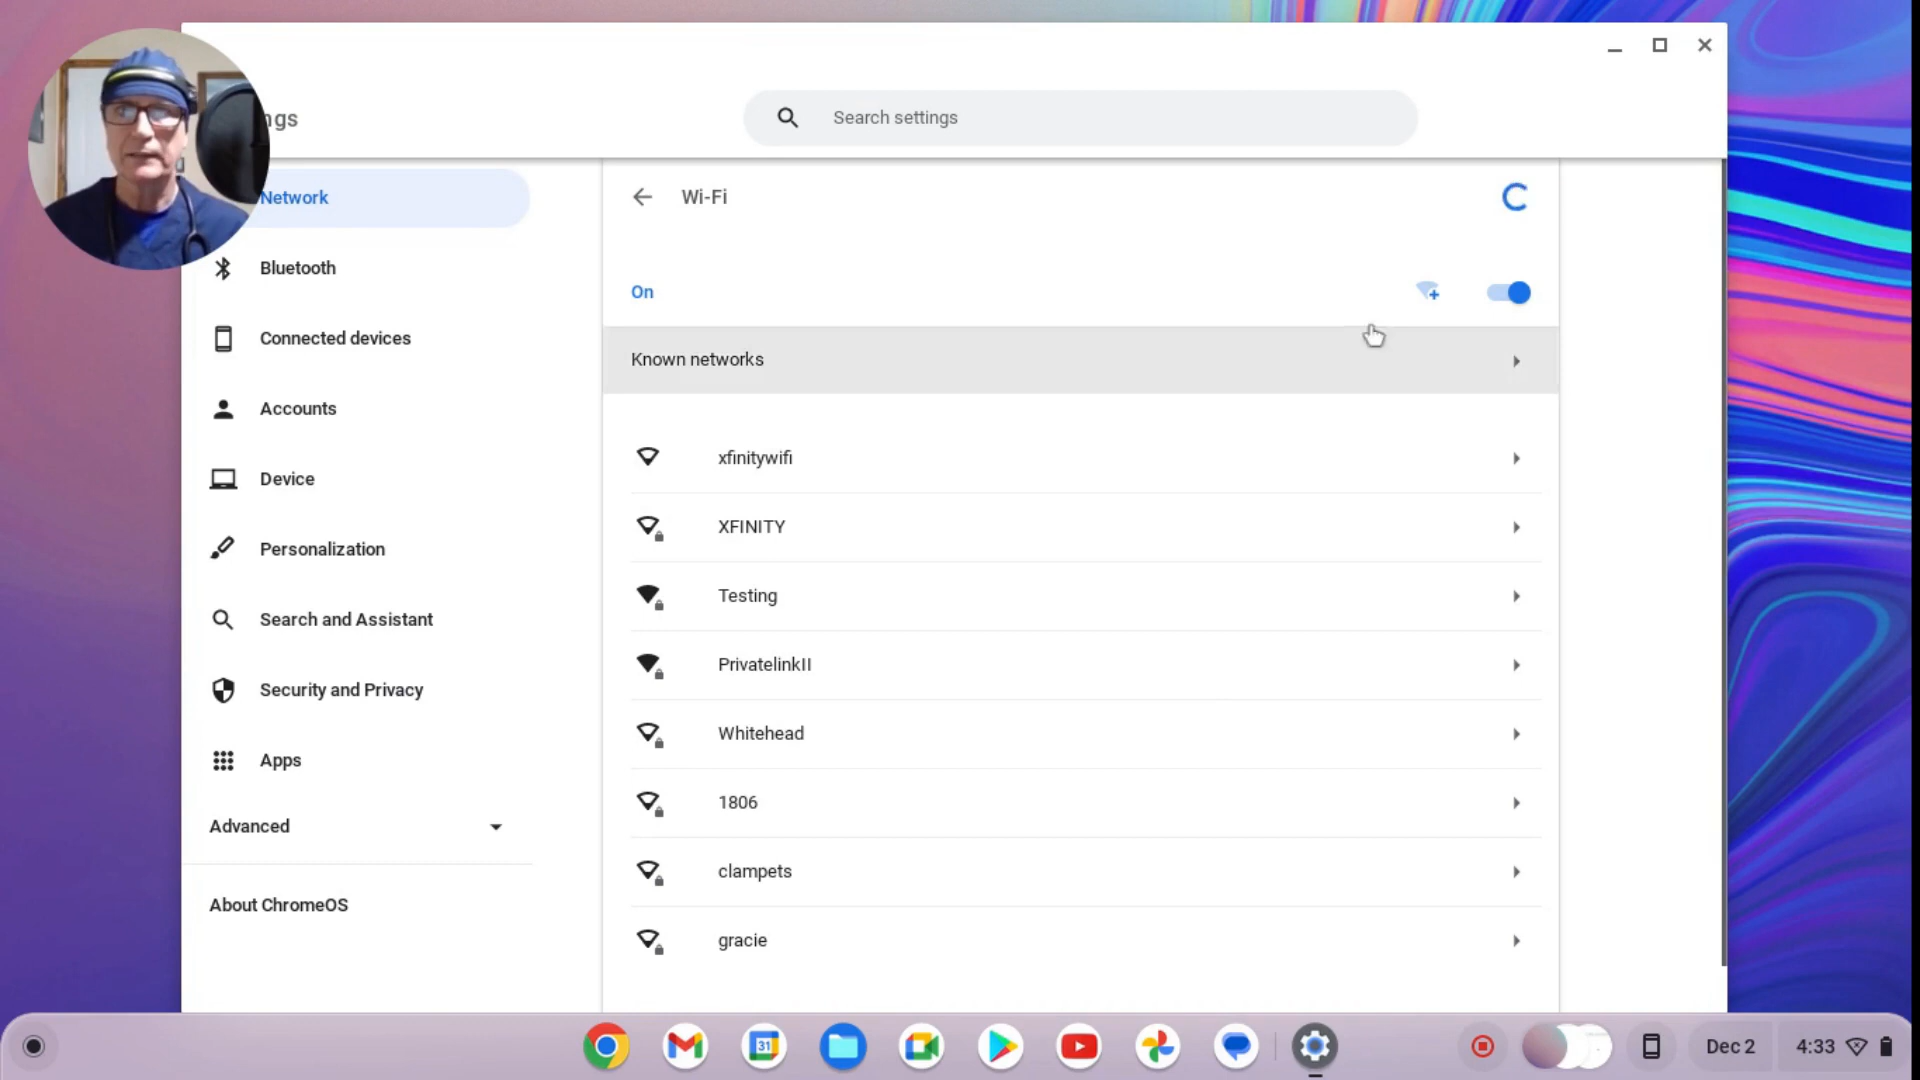 ngs
Search settings
Network
Bluetooth
Connected devices
Accounts
Device
Personalization
Search and Assistant
Security and Privacy
Apps
Advanced
About ChromeOS
Wi-Fi
On
Known networks
xfinitywifi
XFINITY
Testing
PrivatelinkII
Whitehead
1806
clampets
gracie
31
Dec 2
4:33